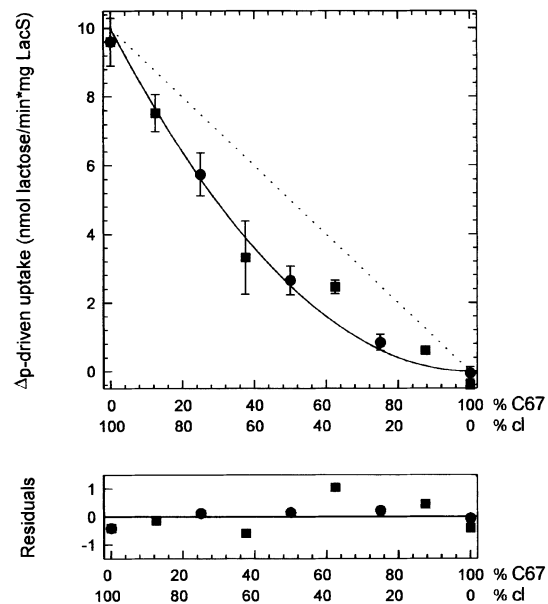 Δp-driven uptake (nmol lactose/min*mg LacS)
10
8
6
4
2
0
0 20 40 60 80 100 % C67
100 80 60 40 20 0 % cl
Residuals
1
0
-1
0 20 40 60 80 100 % C67
100 80 60 40 20 0 % cl